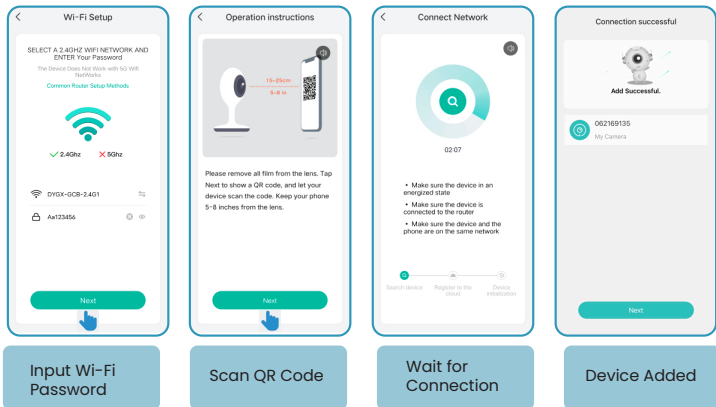 Wi-Fi Setup
SELECT A 2.4GHZ WIFI NETWORK AND
ENTER Your Password
The Device Does Not Work with 5G Wifi
NetWorks
Common Router Setup Methods
2.4Ghz
5Ghz
DYGX-GCB-2.4G1
Aa123456
Next
Input Wi-Fi
Password
Operation instructions
15-25cm
5-8 in
Please remove all film from the lens. Tap
Next to show a QR code, and let your
device scan the code. Keep your phone
5-8 inches from the lens.
Next
Scan QR Code
Connect Network
02:07
• Make sure the device in an
energized state
• Make sure the device is
connected to the router
• Make sure the device and the
phone are on the same network
Search device
Register to the
cloud
Device
initialization
Wait for
Connection
Connection successful
Add Successful.
062169135
My Camera
Next
Device Added